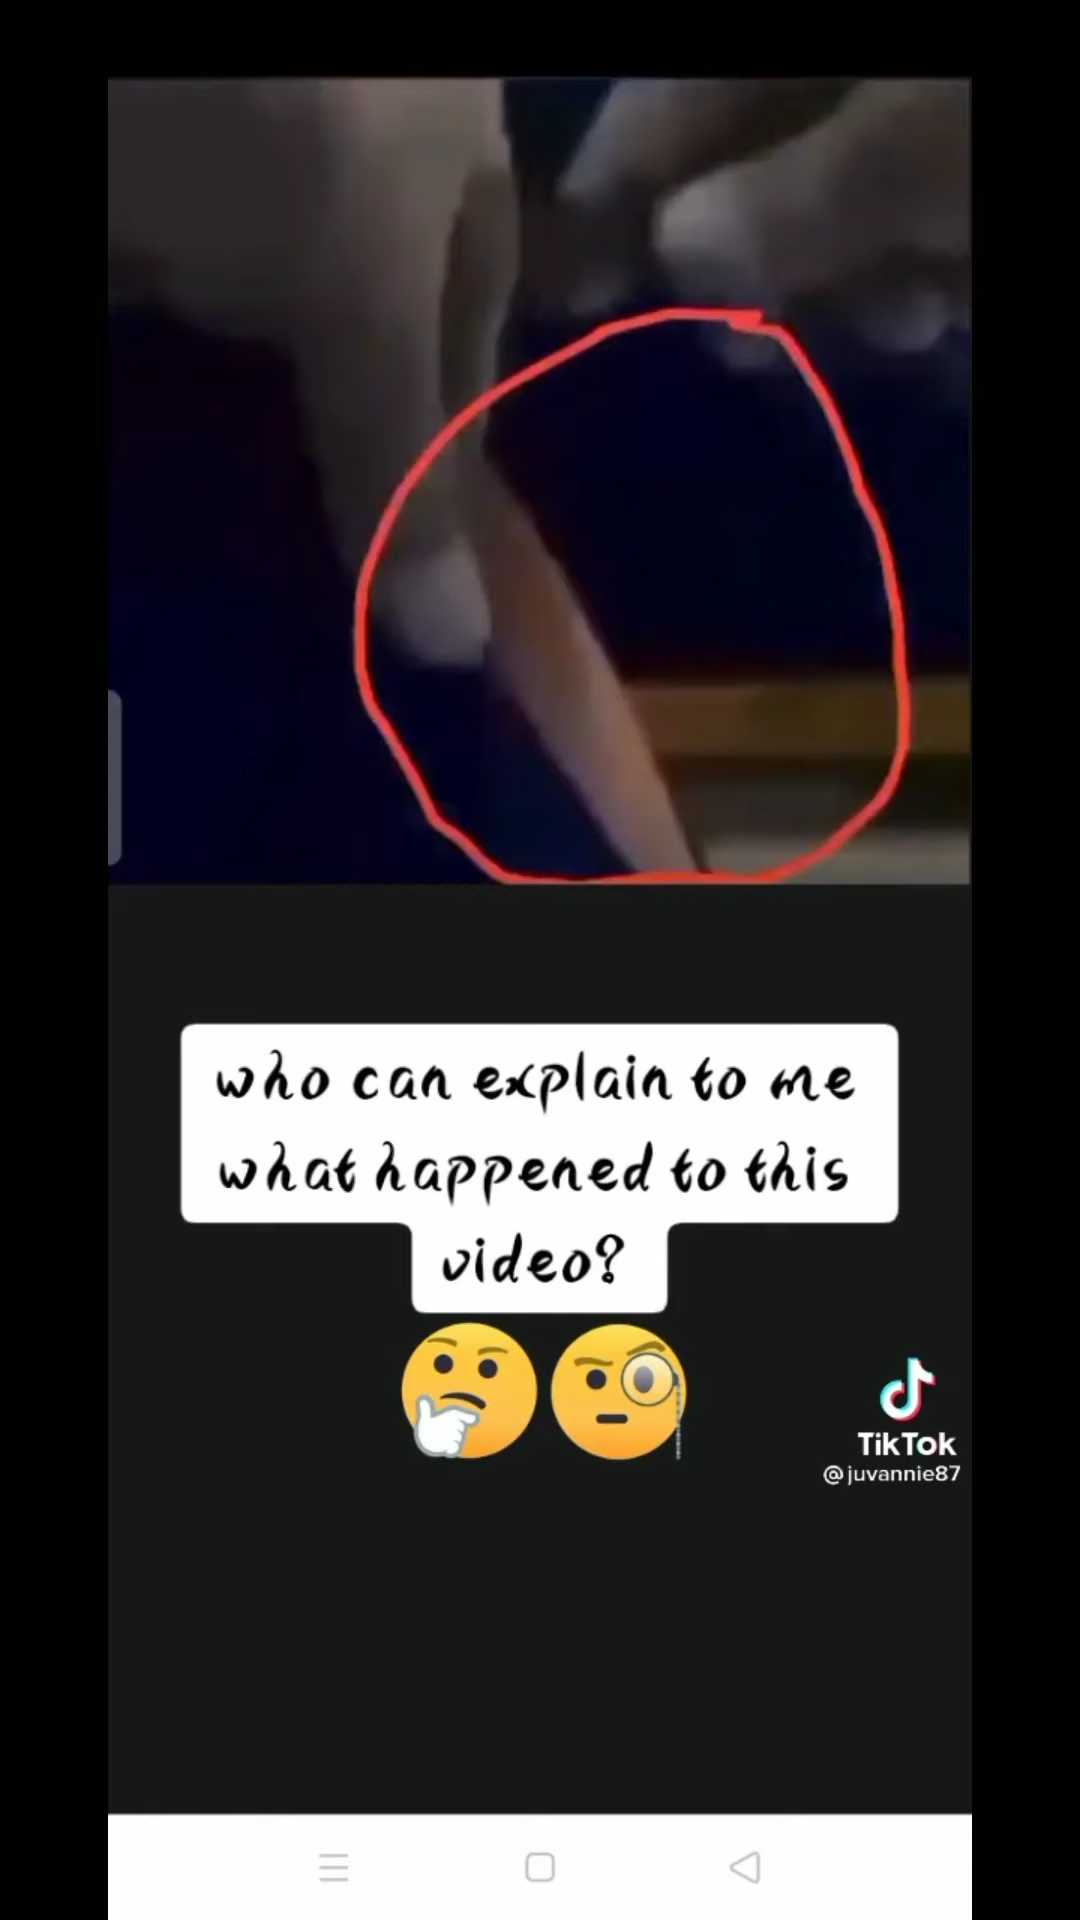 who can explain to me
what happened to this
video?
TikTok
@juvannie87